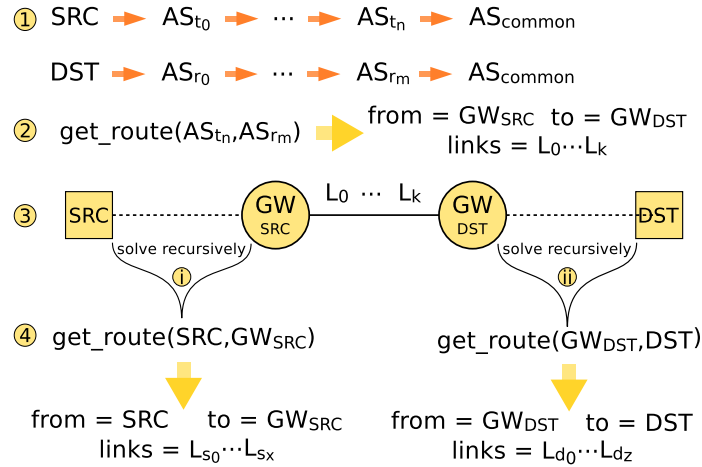 1 SRC AS_t0 ... AS_tn AS_common
DST AS_r0 ... AS_rm AS_common
2 get_route(AS_tn,AS_rm) from = GW_SRC to = GW_DST
links = L_0...L_k
L_0 ... L_k
3 SRC GW SRC GW DST DST
solve recursively solve recursively
i ii
4 get_route(SRC,GW_SRC) get_route(GW_DST,DST)
from = SRC to = GW_SRC from = GW_DST to = DST
links = L_s0...L_sx links = L_d0...L_dz